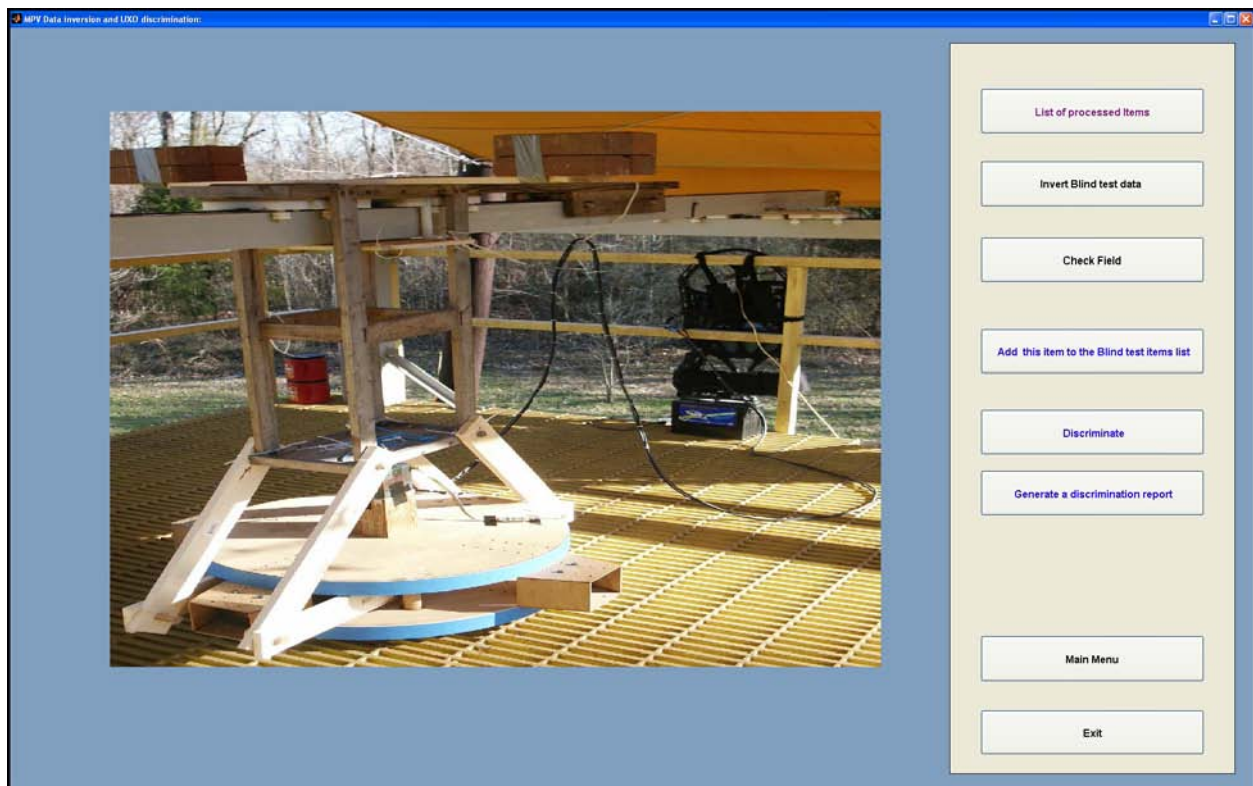 MPV Data inversion and UXO discrimination:
List of processed Items
Invert Blind test data
Check Field
Add this item to the Blind test items list
Discriminate
Generate a discrimination report
Main Menu
Exit